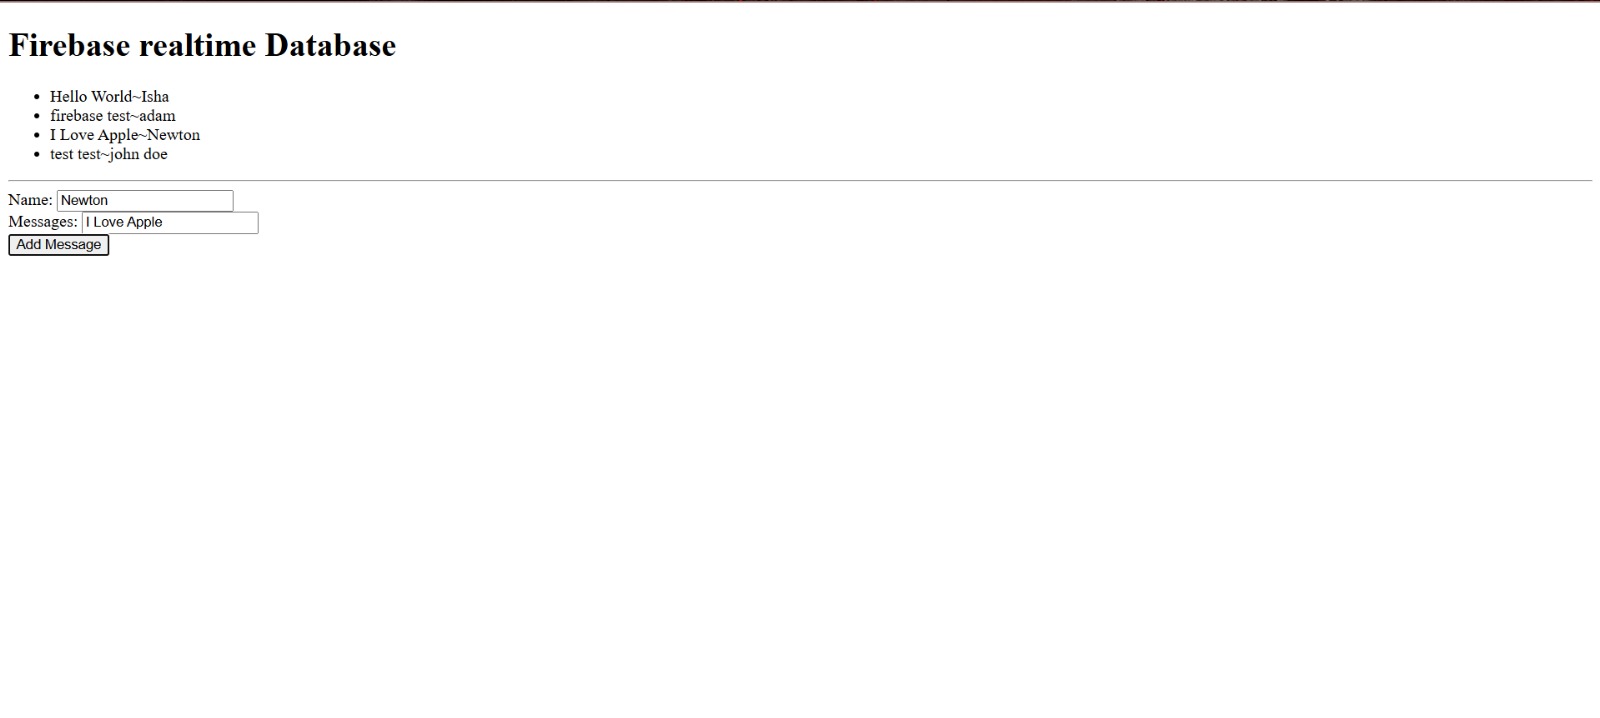 Firebase realtime Database
Hello World~Isha
firebase test~adam
I Love Apple~Newton
test test~john doe
Name: Newton
Messages: I Love Apple
Add Message